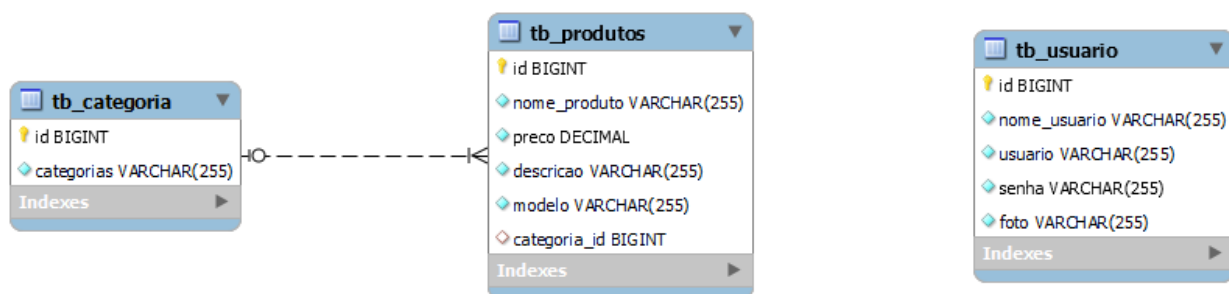 tb_categoria
id BIGINT
categorias VARCHAR(255)
Indexes
tb_produtos
id BIGINT
nome_produto VARCHAR(255)
preco DECIMAL
descricao VARCHAR(255)
modelo VARCHAR(255)
categoria_id BIGINT
Indexes
tb_usuario
id BIGINT
nome_usuario VARCHAR(255)
usuario VARCHAR(255)
senha VARCHAR(255)
foto VARCHAR(255)
Indexes